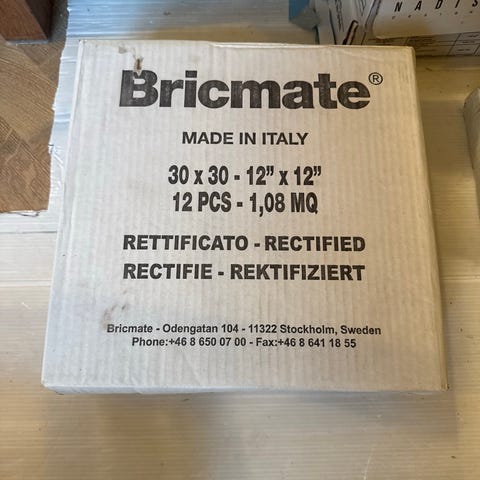 NADIS
Bricmate®
MADE IN ITALY
30 x 30 - 12” x 12”
12 PCS - 1,08 MQ
RETTIFICATO - RECTIFIED
RECTIFIE - REKTIFIZIERT
Bricmate - Odengatan 104 - 11322 Stockholm, Sweden
Phone:+46 8 650 07 00 - Fax:+46 8 641 18 55